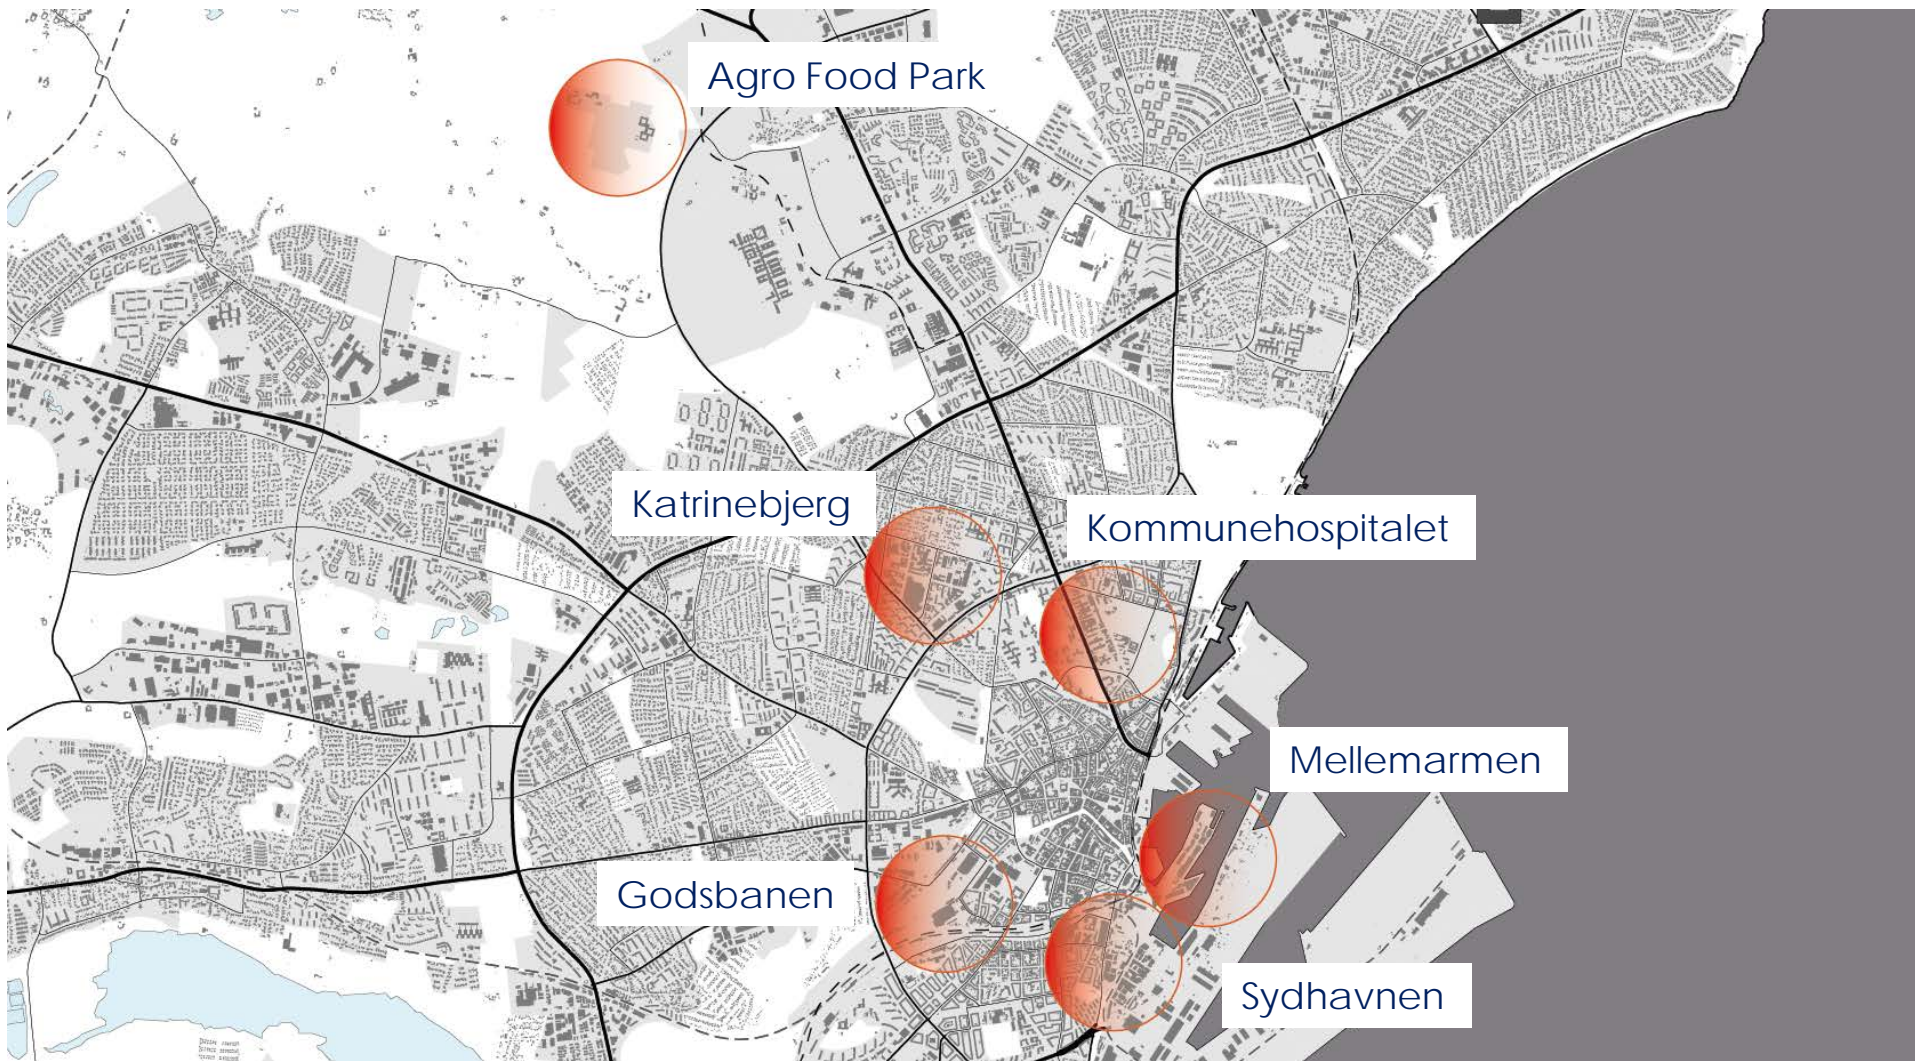 Agro Food Park
Katrinebjerg
Kommunehospitalet
Mellemarmen
Godsbanen
Sydhavnen